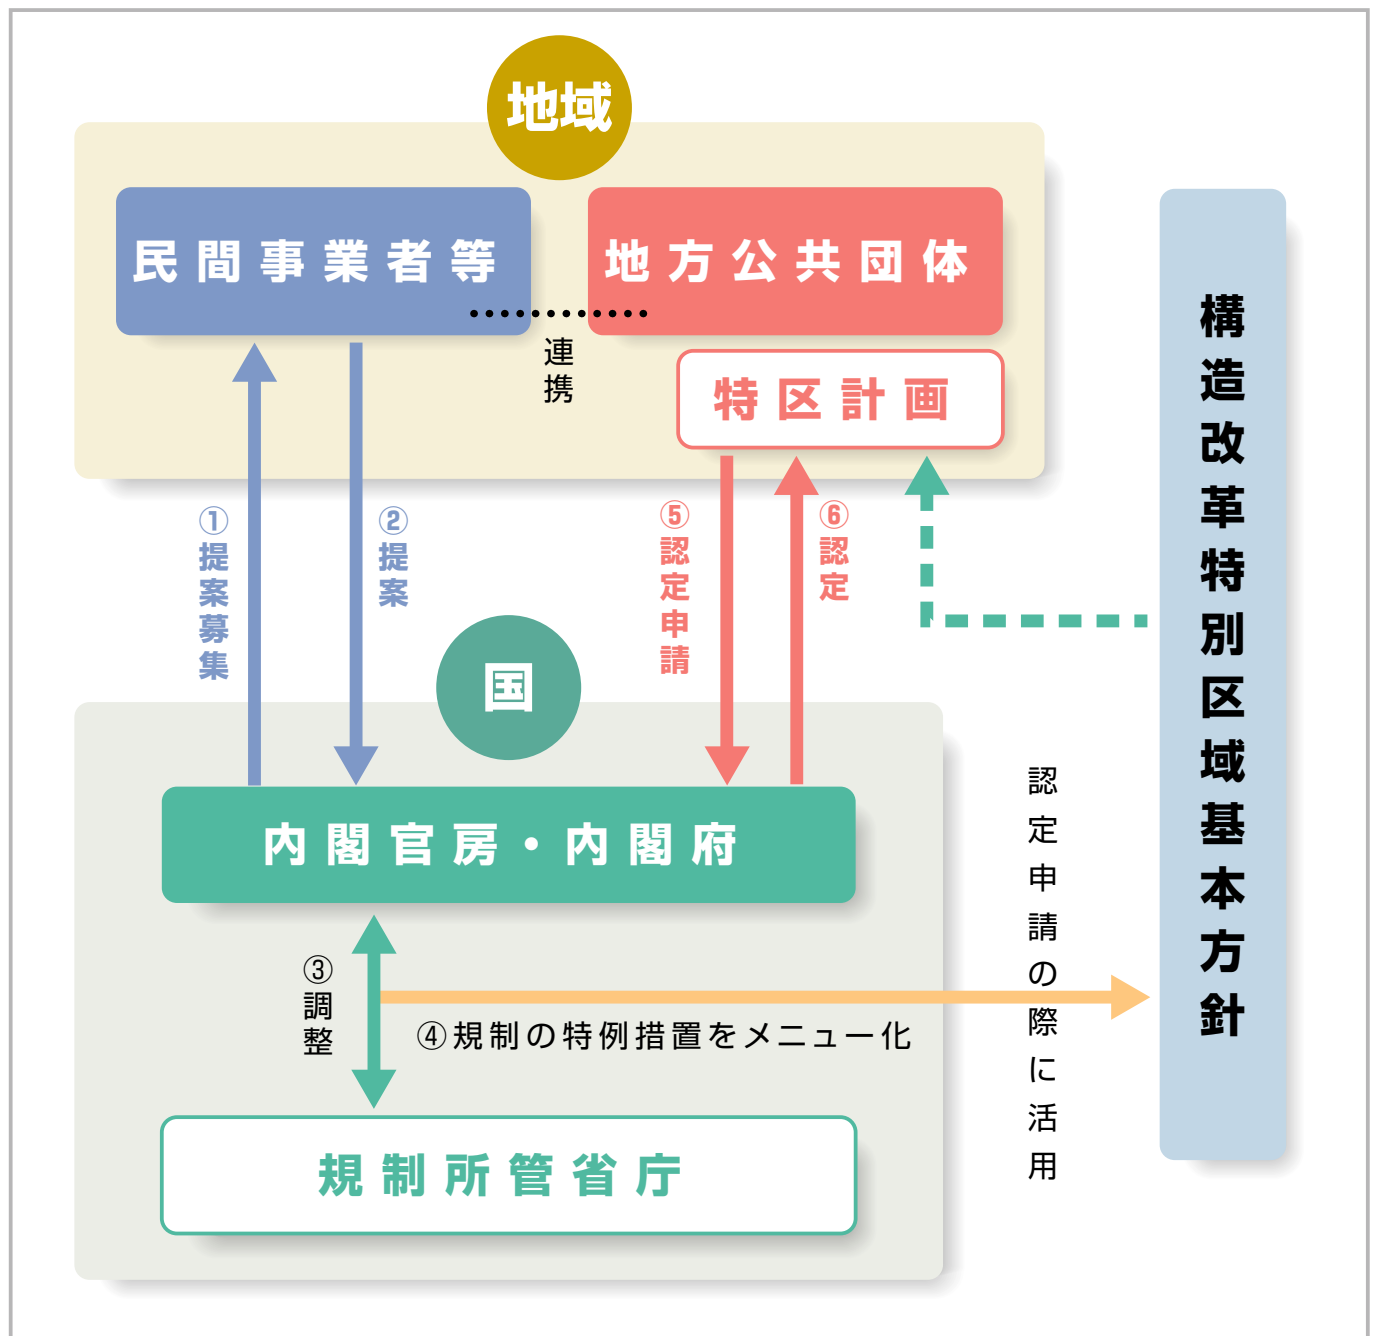 地域
民間事業者等
地方公共団体
連携
特区計画
①提案募集
②提案
⑤認定申請
⑥認定
国
内閣官房・内閣府
③調整
④規制の特例措置をメニュー化
規制所管省庁
認定申請の際に活用
構造改革特別区域基本方針